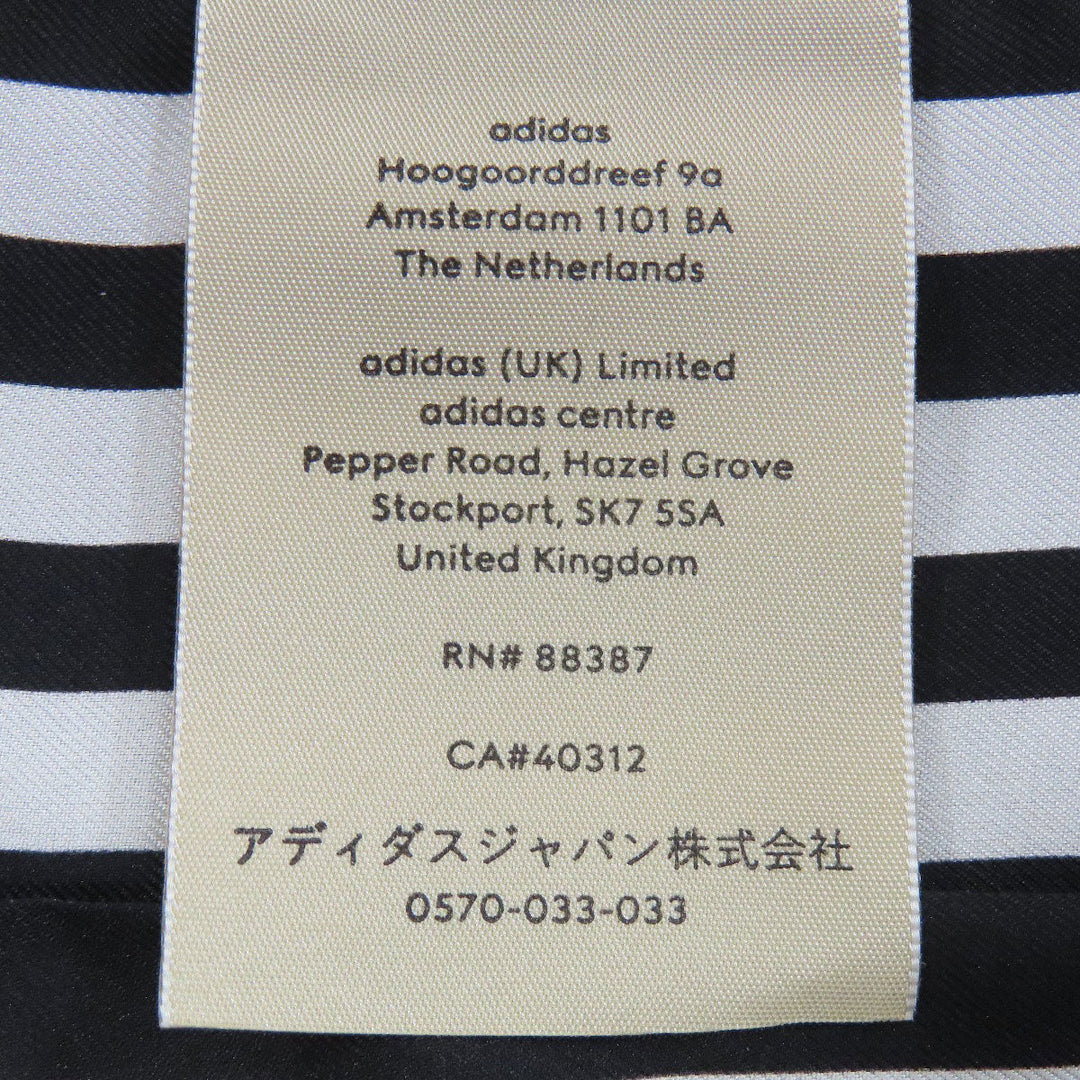 adidas
Hoogoorddreef 9a
Amsterdam 1101 BA
The Netherlands
adidas (UK) Limited
adidas centre
Pepper Road, Hazel Grove
Stockport, SK7 5SA
United Kingdom
RN# 88387
CA#40312
アディダスジャパン株式会社
0570-033-033